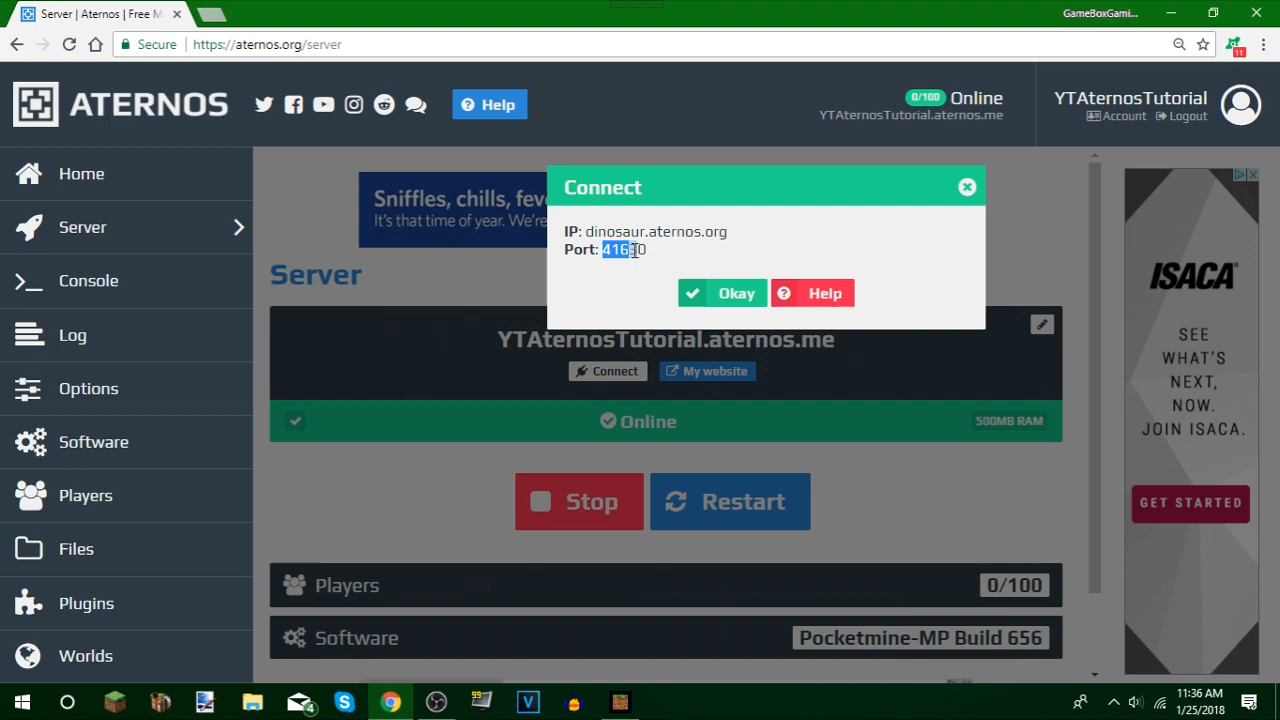 Server | Aternos | Free M
GameBoxGami...
Secure
https://aternos.org/server
11
ATERNOS
Help
0/100 Online
YTAternosTutorial.aternos.me
YTAternosTutorial
Account Logout
Home
Server
Console
Log
Options
Software
Players
Files
Plugins
Worlds
Sniffles, chills, feve
It's that time of year. We're
Connect
IP: dinosaur.aternos.org
Port:
Okay
Help
Server
YTAternosTutorial.aternos.me
Connect
My website
Online
500MB RAM
Stop
Restart
Players
0/100
Software
Pocketmine-MP Build 656
ISACA.
SEE
WHAT'S
NEXT,
NOW.
JOIN ISACA.
GET STARTED
4
99
V
11:36 AM
1/25/2018